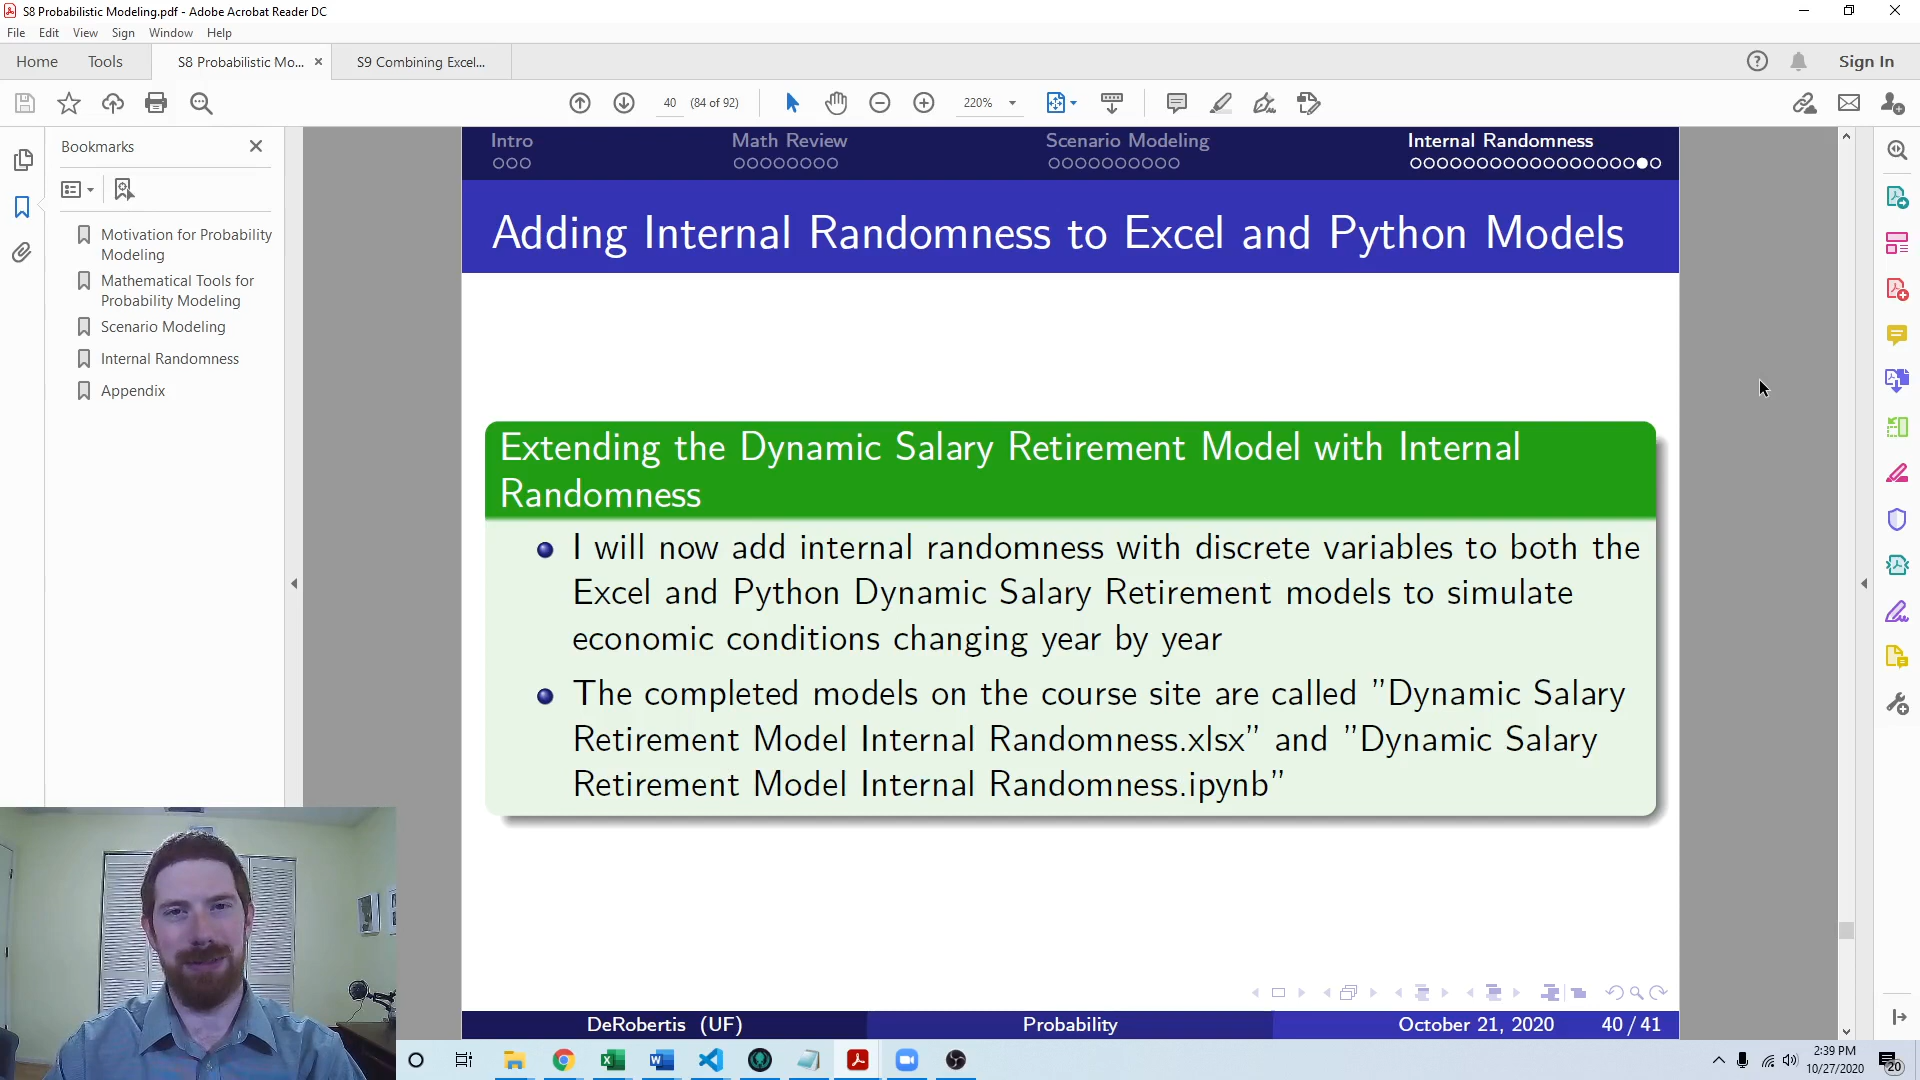 S8 Probabilistic Modeling.pdf - Adobe Acrobat Reader DC
File Edit View Sign Window Help
Home Tools S8 Probabilistic Mo... S9 Combining Excel... Sign In
40 (84 of 92) 220%
Bookmarks
Motivation for Probability
Modeling
Mathematical Tools for
Probability Modeling
Scenario Modeling
Internal Randomness
Appendix
Intro Math Review Scenario Modeling Internal Randomness
Adding Internal Randomness to Excel and Python Models
Extending the Dynamic Salary Retirement Model with Internal
Randomness
I will now add internal randomness with discrete variables to both the
Excel and Python Dynamic Salary Retirement models to simulate
economic conditions changing year by year
The completed models on the course site are called ”Dynamic Salary
Retirement Model Internal Randomness.xlsx” and ”Dynamic Salary
Retirement Model Internal Randomness.ipynb”
DeRobertis (UF) Probability October 21, 2020 40 / 41
2:39 PM
10/27/2020
20